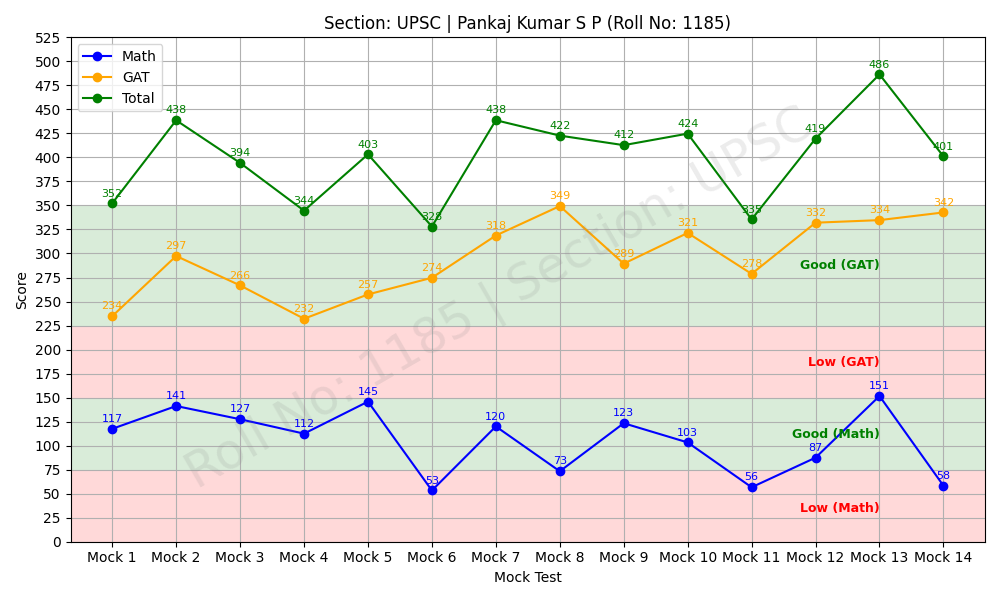 Section: UPSC | Pankaj Kumar S P (Roll No: 1185)
Math
GAT
Total
Score
525
500
475
450
425
400
375
350
325
300
275
250
225
200
175
150
125
100
75
50
25
0
352 438 394 344 403 328 438 422 412 424 335 419 486 401
234 297 266 232 257 274 318 349 289 321 278 332 334 342
117 141 127 112 145 53 120 73 123 103 56 87 151 58
Good (GAT)
Low (GAT)
Good (Math)
Low (Math)
Roll No: 1185 | Section: UPSC
Mock 1 Mock 2 Mock 3 Mock 4 Mock 5 Mock 6 Mock 7 Mock 8 Mock 9 Mock 10 Mock 11 Mock 12 Mock 13 Mock 14
Mock Test